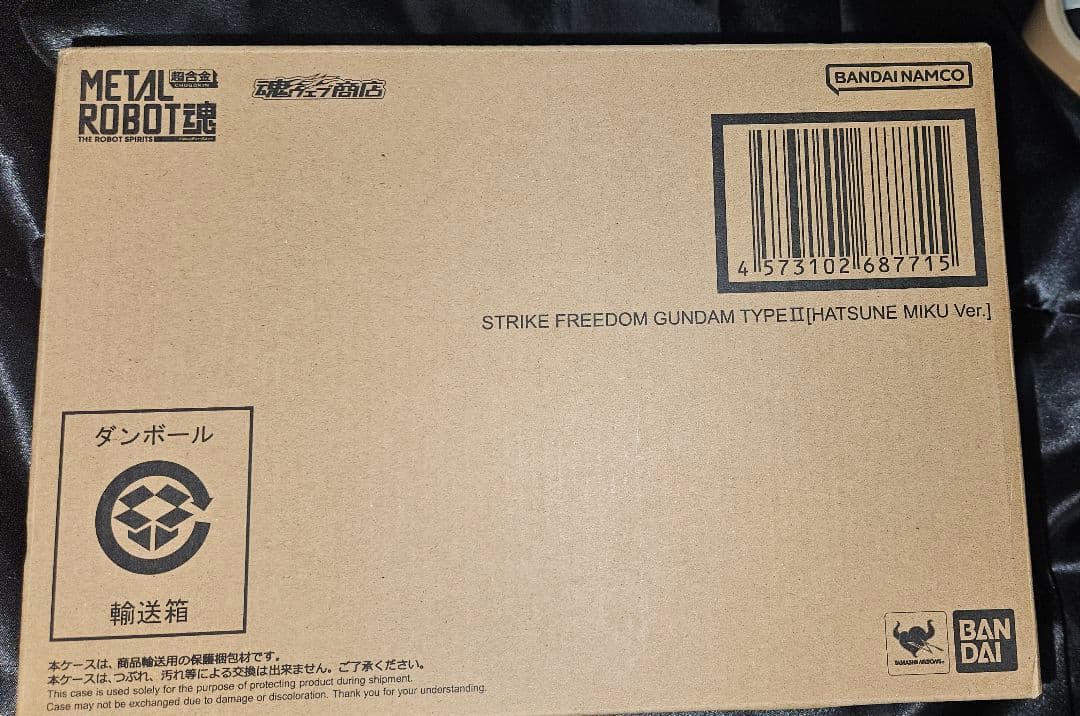 METAL 超合金
CHOGOKIN
ROBOT魂
THE ROBOT SPIRITS
魂ウェブ商店
BANDAI NAMCO
4 573102 687715
STRIKE FREEDOM GUNDAM TYPEⅡ[HATSUNE MIKU Ver.]
ダンボール
輸送箱
本ケースは、商品輸送用の保護梱包材です。
本ケースは、つぶれ、汚れ等による交換は出来ません。ご了承ください。
This case is used solely for the purpose of protecting product during shipment.
Case may not be exchanged due to damage or discoloration. Thank you for your understanding.
TAMASHII NATIONS
BAN
DAI